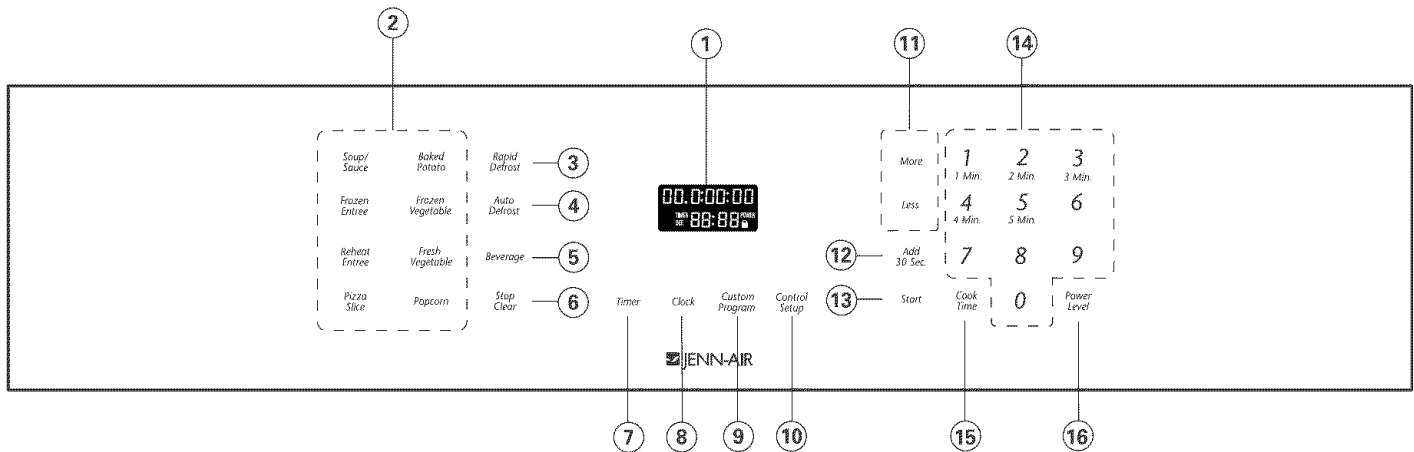 2
1
11
14
Soup/
Sauce
Baked
Potato
Rapid
Defrost
3
Frozen
Entree
Frozen
Vegetable
Auto
Defrost
4
Reheat
Entree
Fresh
Vegetable
Beverage
5
Pizza
Slice
Popcorn
Stop
Clear
6
00.0:00:00
TIMER
DEF.
88:88
POWER
Timer
Clock
Custom
Program
Control
Setup
JENN-AIR
7
8
9
10
More
Less
12
Add
30 Sec.
13
Start
1
1 Min.
2
2 Min.
3
3 Min.
4
4 Min.
5
5 Min.
6
7
8
9
Cook
Time
0
Power
Level
15
16